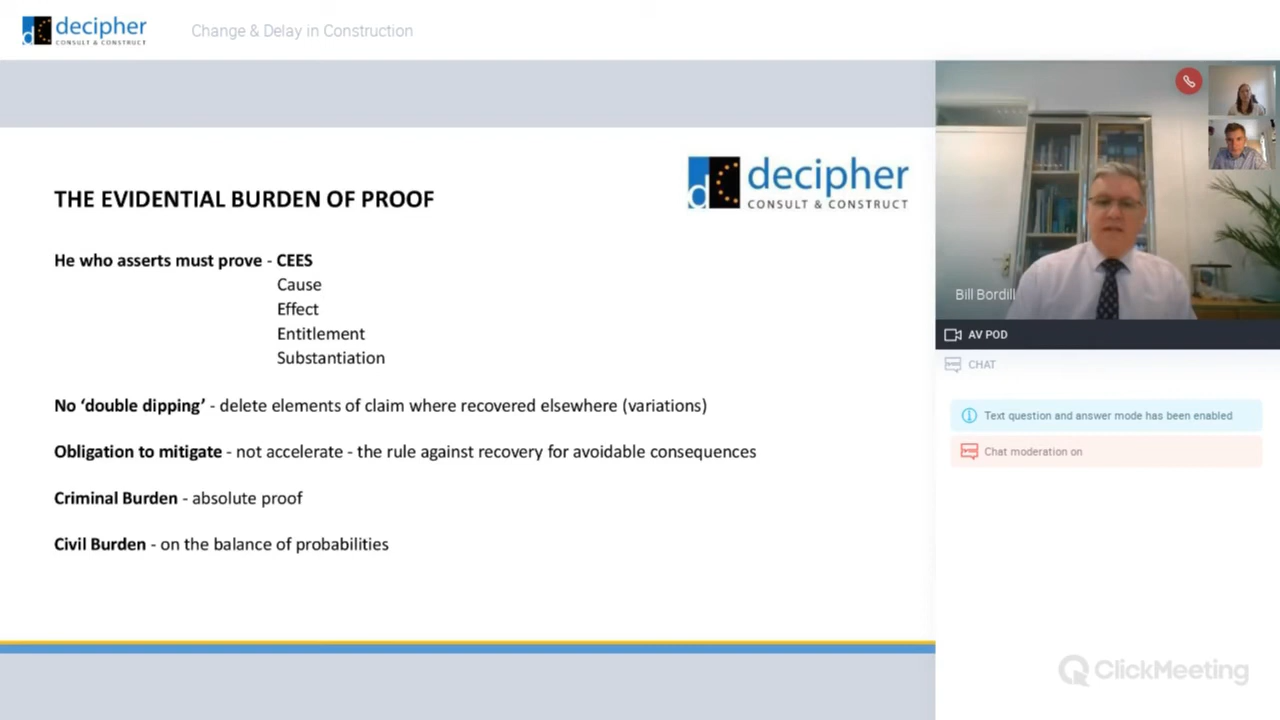 decipher
CONSULT & CONSTRUCT
Change & Delay in Construction
THE EVIDENTIAL BURDEN OF PROOF
decipher
CONSULT & CONSTRUCT
He who asserts must prove - CEES
Cause
Effect
Entitlement
Substantiation
No ‘double dipping’ - delete elements of claim where recovered elsewhere (variations)
Obligation to mitigate - not accelerate - the rule against recovery for avoidable consequences
Criminal Burden - absolute proof
Civil Burden - on the balance of probabilities
Bill Bordill
AV POD
CHAT
Text question and answer mode has been enabled
Chat moderation on
ClickMeeting